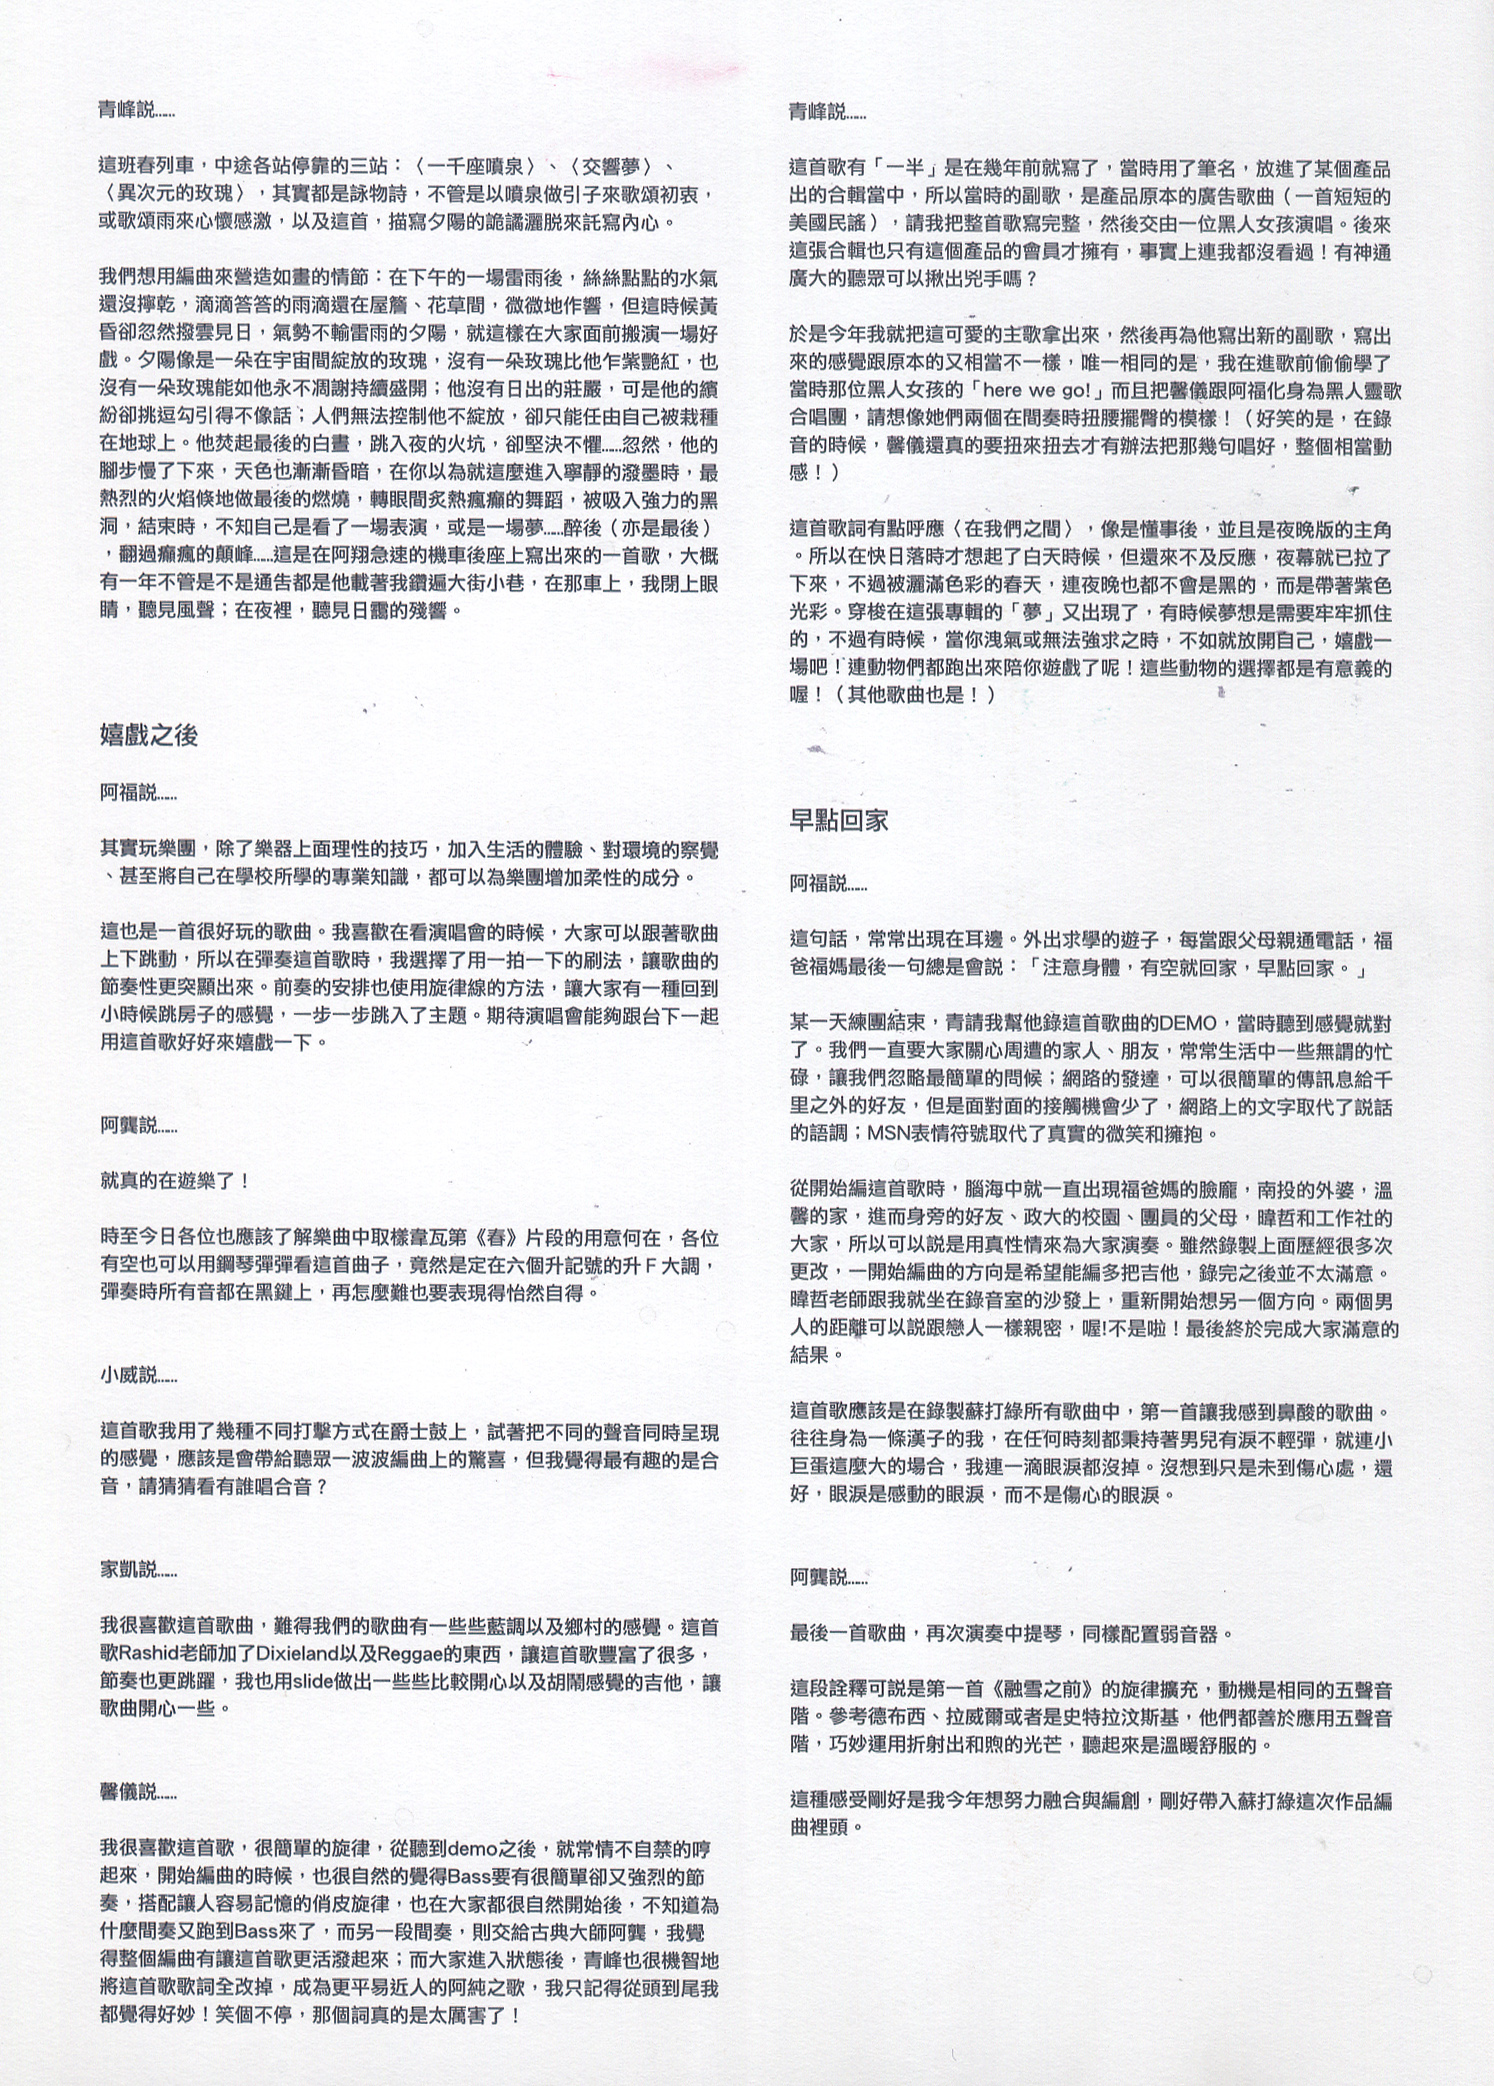 青峰說……
這班春列車，中途各站停靠的三站：〈一千座噴泉〉、〈交響夢〉、
〈異次元的玫瑰〉，其實都是詠物詩，不管是以噴泉做引子來歌頌初衷，
或歌頌雨來心懷感激，以及這首，描寫夕陽的詭譎灑脫來託寫內心。
我們想用編曲來營造如畫的情節：在下午的一場雷雨後，絲絲點點的水氣
還沒擰乾，滴滴答答的雨滴還在屋簷、花草間，微微地作響，但這時候黃
昏卻忽然撥雲見日，氣勢不輸雷雨的夕陽，就這樣在大家面前搬演一場好
戲。夕陽像是一朵在宇宙間綻放的玫瑰，沒有一朵玫瑰比他乍紫艷紅，也
沒有一朵玫瑰能如他永不凋謝持續盛開；他沒有日出的莊嚴，可是他的繽
紛卻挑逗勾引得不像話；人們無法控制他不綻放，卻只能任由自己被栽種
在地球上。他焚起最後的白晝，跳入夜的火坑，卻堅決不懼……忽然，他的
腳步慢了下來，天色也漸漸昏暗，在你以為就這麼進入寧靜的潑墨時，最
熱烈的火焰倏地做最後的燃燒，轉眼間炙熱瘋癲的舞蹈，被吸入強力的黑
洞，結束時，不知自己是看了一場表演，或是一場夢……醉後（亦是最後）
，翻過癲瘋的顛峰……這是在阿翔急速的機車後座上寫出來的一首歌，大概
有一年不管是不是通告都是他載著我鑽遍大街小巷，在那車上，我閉上眼
睛，聽見風聲；在夜裡，聽見日靄的殘響。
嬉戲之後
阿福說……
其實玩樂團，除了樂器上面理性的技巧，加入生活的體驗、對環境的察覺
、甚至將自己在學校所學的專業知識，都可以為樂團增加柔性的成分。
這也是一首很好玩的歌曲。我喜歡在看演唱會的時候，大家可以跟著歌曲
上下跳動，所以在彈奏這首歌時，我選擇了用一拍一下的刷法，讓歌曲的
節奏性更突顯出來。前奏的安排也使用旋律線的方法，讓大家有一種回到
小時候跳房子的感覺，一步一步跳入了主題。期待演唱會能夠跟台下一起
用這首歌好好來嬉戲一下。
阿龔說……
就真的在遊樂了！
時至今日各位也應該了解樂曲中取樣韋瓦第《春》片段的用意何在，各位
有空也可以用鋼琴彈彈看這首曲子，竟然是定在六個升記號的升Ｆ大調，
彈奏時所有音都在黑鍵上，再怎麼難也要表現得怡然自得。
小威說……
這首歌我用了幾種不同打擊方式在爵士鼓上，試著把不同的聲音同時呈現
的感覺，應該是會帶給聽眾一波波編曲上的驚喜，但我覺得最有趣的是合
音，請猜猜看有誰唱合音？
家凱說……
我很喜歡這首歌曲，難得我們的歌曲有一些些藍調以及鄉村的感覺。這首
歌Rashid老師加了Dixieland以及Reggae的東西，讓這首歌豐富了很多，
節奏也更跳躍，我也用slide做出一些些比較開心以及胡鬧感覺的吉他，讓
歌曲開心一些。
馨儀說……
我很喜歡這首歌，很簡單的旋律，從聽到demo之後，就常情不自禁的哼
起來，開始編曲的時候，也很自然的覺得Bass要有很簡單卻又強烈的節
奏，搭配讓人容易記憶的俏皮旋律，也在大家都很自然開始後，不知道為
什麼間奏又跑到Bass來了，而另一段間奏，則交給古典大師阿龔，我覺
得整個編曲有讓這首歌更活潑起來；而大家進入狀態後，青峰也很機智地
將這首歌歌詞全改掉，成為更平易近人的阿純之歌，我只記得從頭到尾我
都覺得好妙！笑個不停，那個詞真的是太厲害了！
青峰說……
這首歌有「一半」是在幾年前就寫了，當時用了筆名，放進了某個產品
出的合輯當中，所以當時的副歌，是產品原本的廣告歌曲（一首短短的
美國民謠），請我把整首歌寫完整，然後交由一位黑人女孩演唱。後來
這張合輯也只有這個產品的會員才擁有，事實上連我都沒看過！有神通
廣大的聽眾可以揪出兇手嗎？
於是今年我就把這可愛的主歌拿出來，然後再為他寫出新的副歌，寫出
來的感覺跟原本的又相當不一樣，唯一相同的是，我在進歌前偷偷學了
當時那位黑人女孩的「here we go!」而且把馨儀跟阿福化身為黑人靈歌
合唱團，請想像她們兩個在間奏時扭腰擺臀的模樣！（好笑的是，在錄
音的時候，馨儀還真的要扭來扭去才有辦法把那幾句唱好，整個相當動
感！）
這首歌詞有點呼應〈在我們之間〉，像是懂事後，並且是夜晚版的主角
。所以在快日落時才想起了白天時候，但還來不及反應，夜幕就已拉了
下來，不過被灑滿色彩的春天，連夜晚也都不會是黑的，而是帶著紫色
光彩。穿梭在這張專輯的「夢」又出現了，有時候夢想是需要牢牢抓住
的，不過有時候，當你洩氣或無法強求之時，不如就放開自己，嬉戲一
場吧！連動物們都跑出來陪你遊戲了呢！這些動物的選擇都是有意義的
喔！（其他歌曲也是！）
早點回家
阿福說……
這句話，常常出現在耳邊。外出求學的遊子，每當跟父母親通電話，福
爸福媽最後一句總是會說：「注意身體，有空就回家，早點回家。」
某一天練團結束，青請我幫他錄這首歌曲的DEMO，當時聽到感覺就對
了。我們一直要大家關心周遭的家人、朋友，常常生活中一些無謂的忙
碌，讓我們忽略最簡單的問候；網路的發達，可以很簡單的傳訊息給千
里之外的好友，但是面對面的接觸機會少了，網路上的文字取代了說話
的語調；MSN表情符號取代了真實的微笑和擁抱。
從開始編這首歌時，腦海中就一直出現福爸媽的臉龐，南投的外婆，溫
馨的家，進而身旁的好友、政大的校園、團員的父母，暐哲和工作社的
大家，所以可以說是用真性情來為大家演奏。雖然錄製上面歷經很多次
更改，一開始編曲的方向是希望能編多把吉他，錄完之後並不太滿意。
暐哲老師跟我就坐在錄音室的沙發上，重新開始想另一個方向。兩個男
人的距離可以說跟戀人一樣親密，喔!不是啦！最後終於完成大家滿意的
結果。
這首歌應該是在錄製蘇打綠所有歌曲中，第一首讓我感到鼻酸的歌曲。
往往身為一條漢子的我，在任何時刻都秉持著男兒有淚不輕彈，就連小
巨蛋這麼大的場合，我連一滴眼淚都沒掉。沒想到只是未到傷心處，還
好，眼淚是感動的眼淚，而不是傷心的眼淚。
阿龔說……
最後一首歌曲，再次演奏中提琴，同樣配置弱音器。
這段詮釋可說是第一首《融雪之前》的旋律擴充，動機是相同的五聲音
階。參考德布西、拉威爾或者是史特拉汶斯基，他們都善於應用五聲音
階，巧妙運用折射出和煦的光芒，聽起來是溫暖舒服的。
這種感受剛好是我今年想努力融合與編創，剛好帶入蘇打綠這次作品編
曲裡頭。